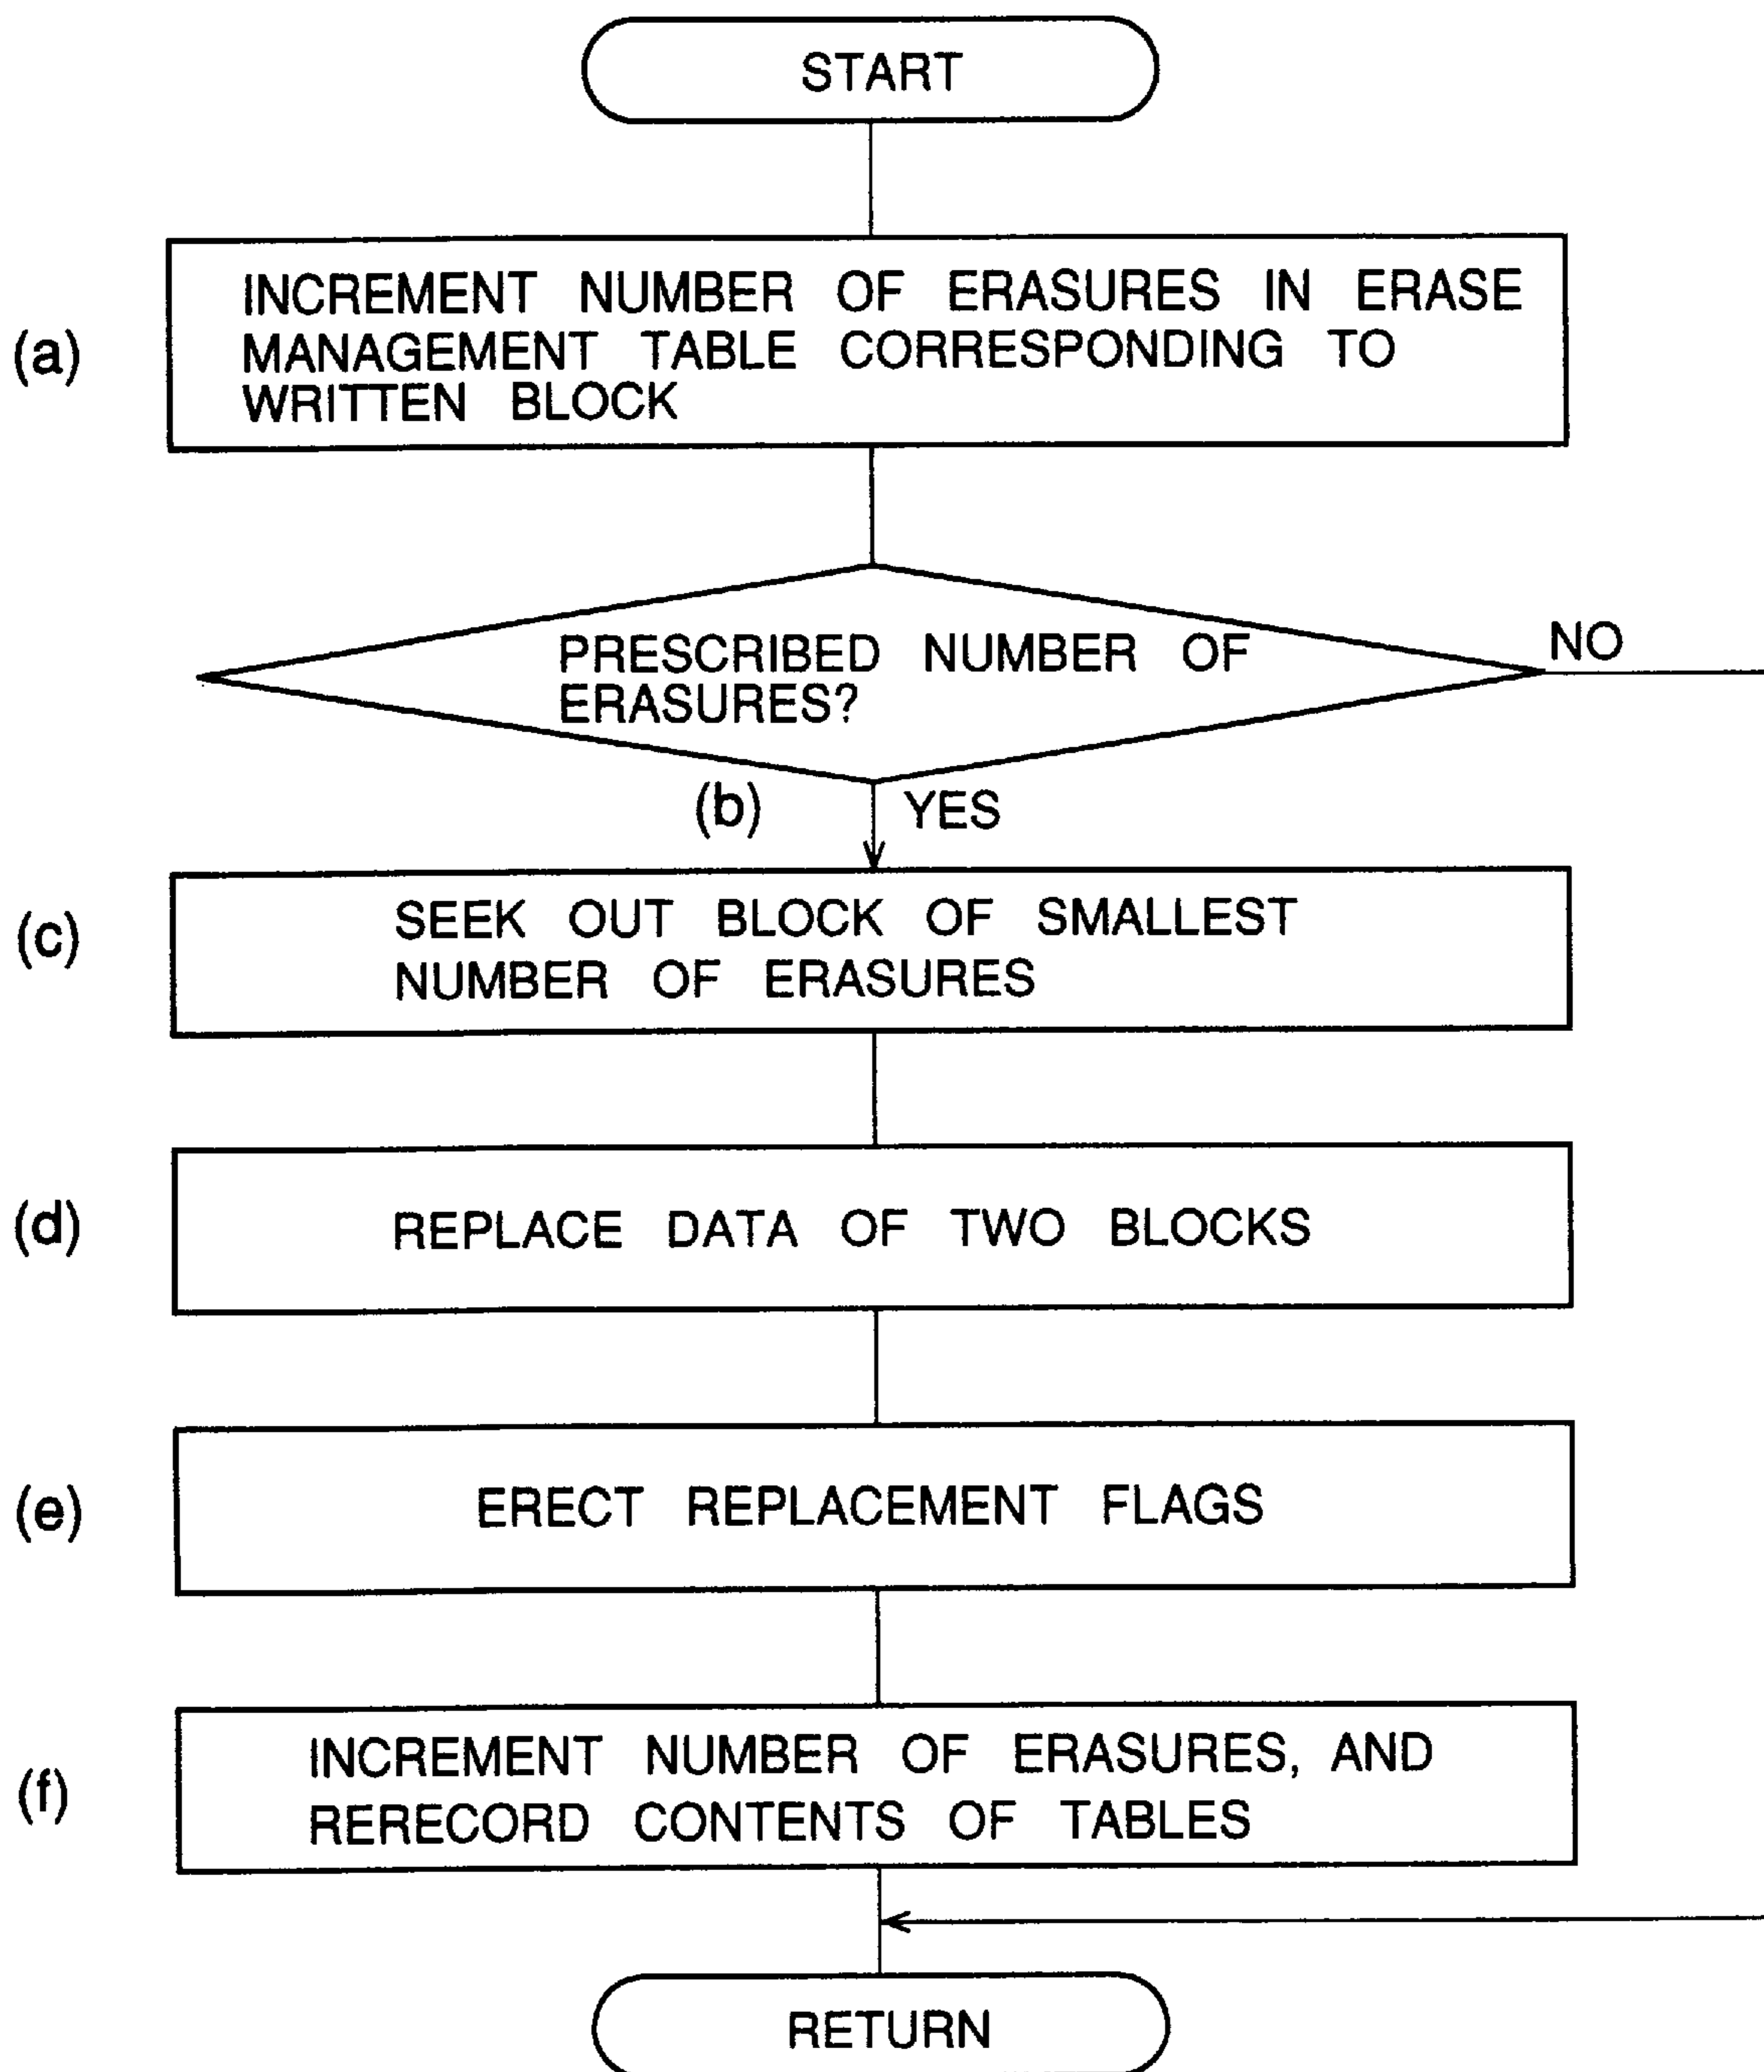 START
(a)
INCREMENT NUMBER OF ERASURES IN ERASE
MANAGEMENT TABLE CORRESPONDING TO
WRITTEN BLOCK
PRESCRIBED NUMBER OF
ERASURES?
NO
(b)
YES
(c)
SEEK OUT BLOCK OF SMALLEST
NUMBER OF ERASURES
(d)
REPLACE DATA OF TWO BLOCKS
(e)
ERECT REPLACEMENT FLAGS
(f)
INCREMENT NUMBER OF ERASURES, AND
RERECORD CONTENTS OF TABLES
RETURN